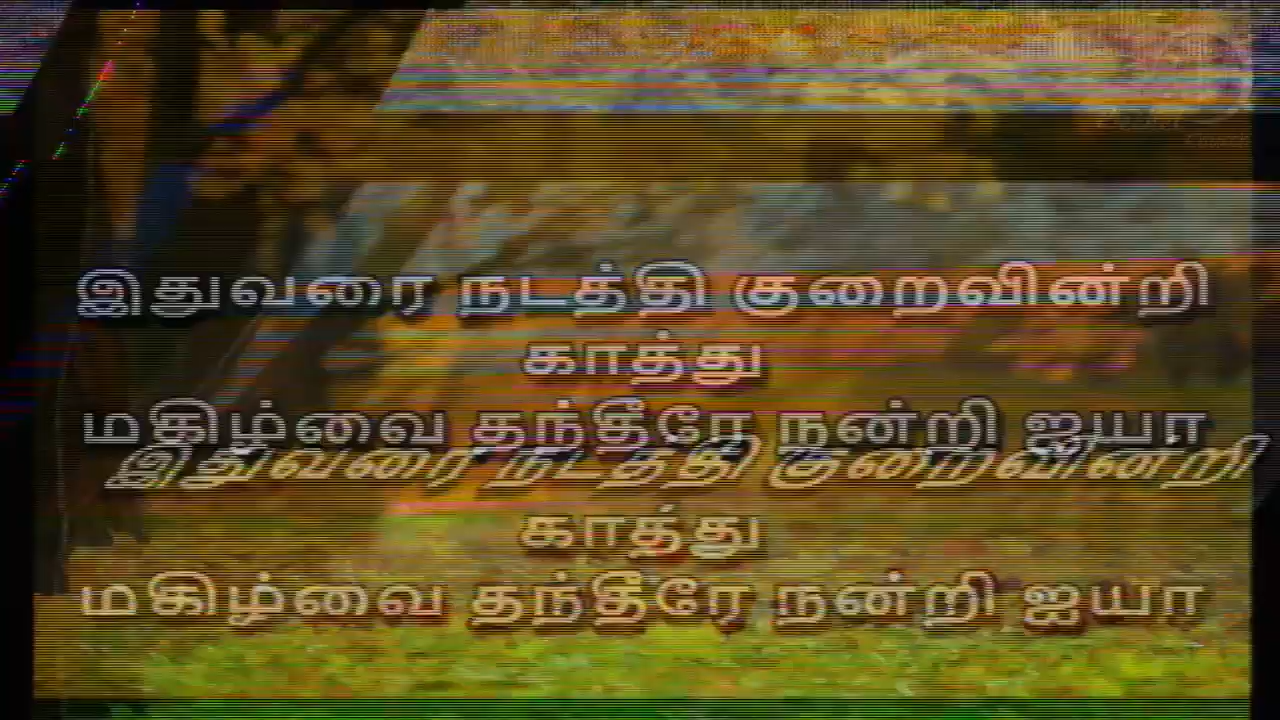 இதுவரை நடத்தி குறைவின்றி
காத்து
மகிழ்வை தந்தீரே நன்றி ஐயா
இதுவரை நடத்தி குறைவின்றி
காத்து
மகிழ்வை தந்தீரே நன்றி ஐயா